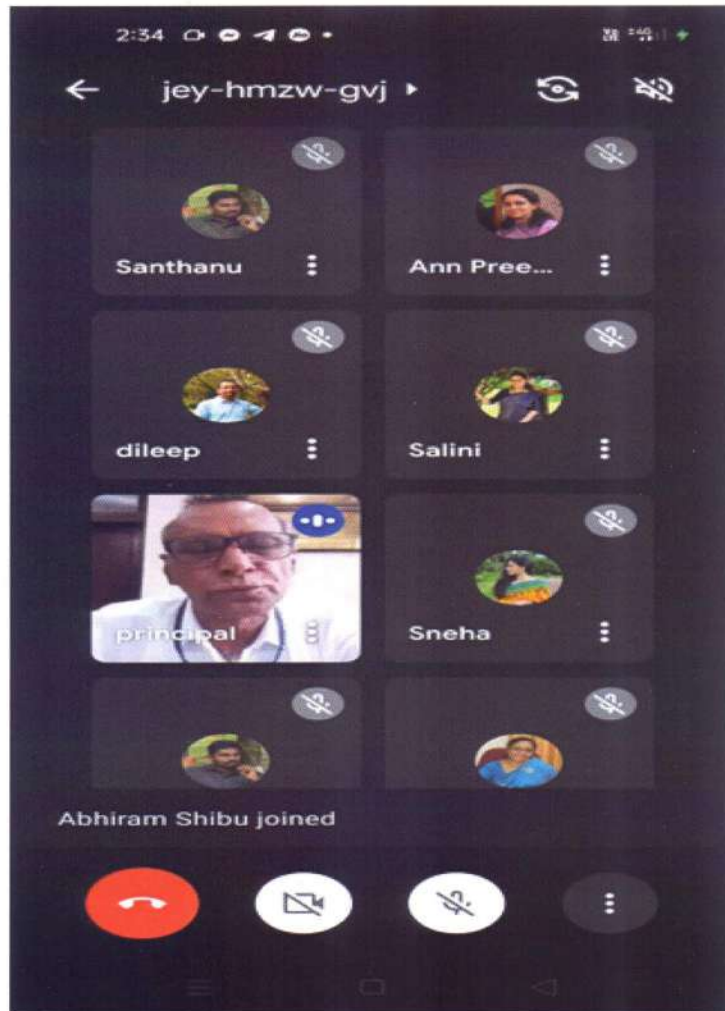 2:34
jey-hmzw-gvj
Santhanu
Ann Pree...
dileep
Salini
principal
Sneha
Abhiram Shibu joined